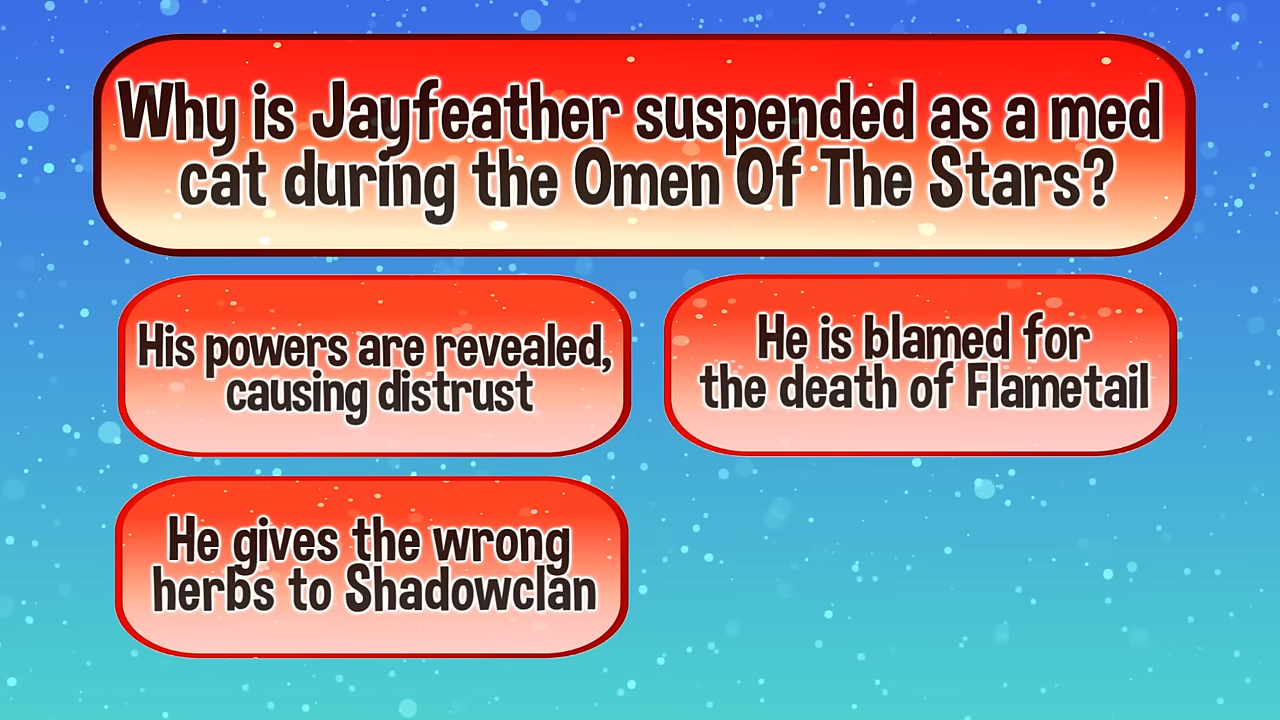 Why is Jayfeather suspended as a med
cat during the Omen Of The Stars?
His powers are revealed,
causing distrust
He is blamed for
the death of Flametail
He gives the wrong
herbs to Shadowclan